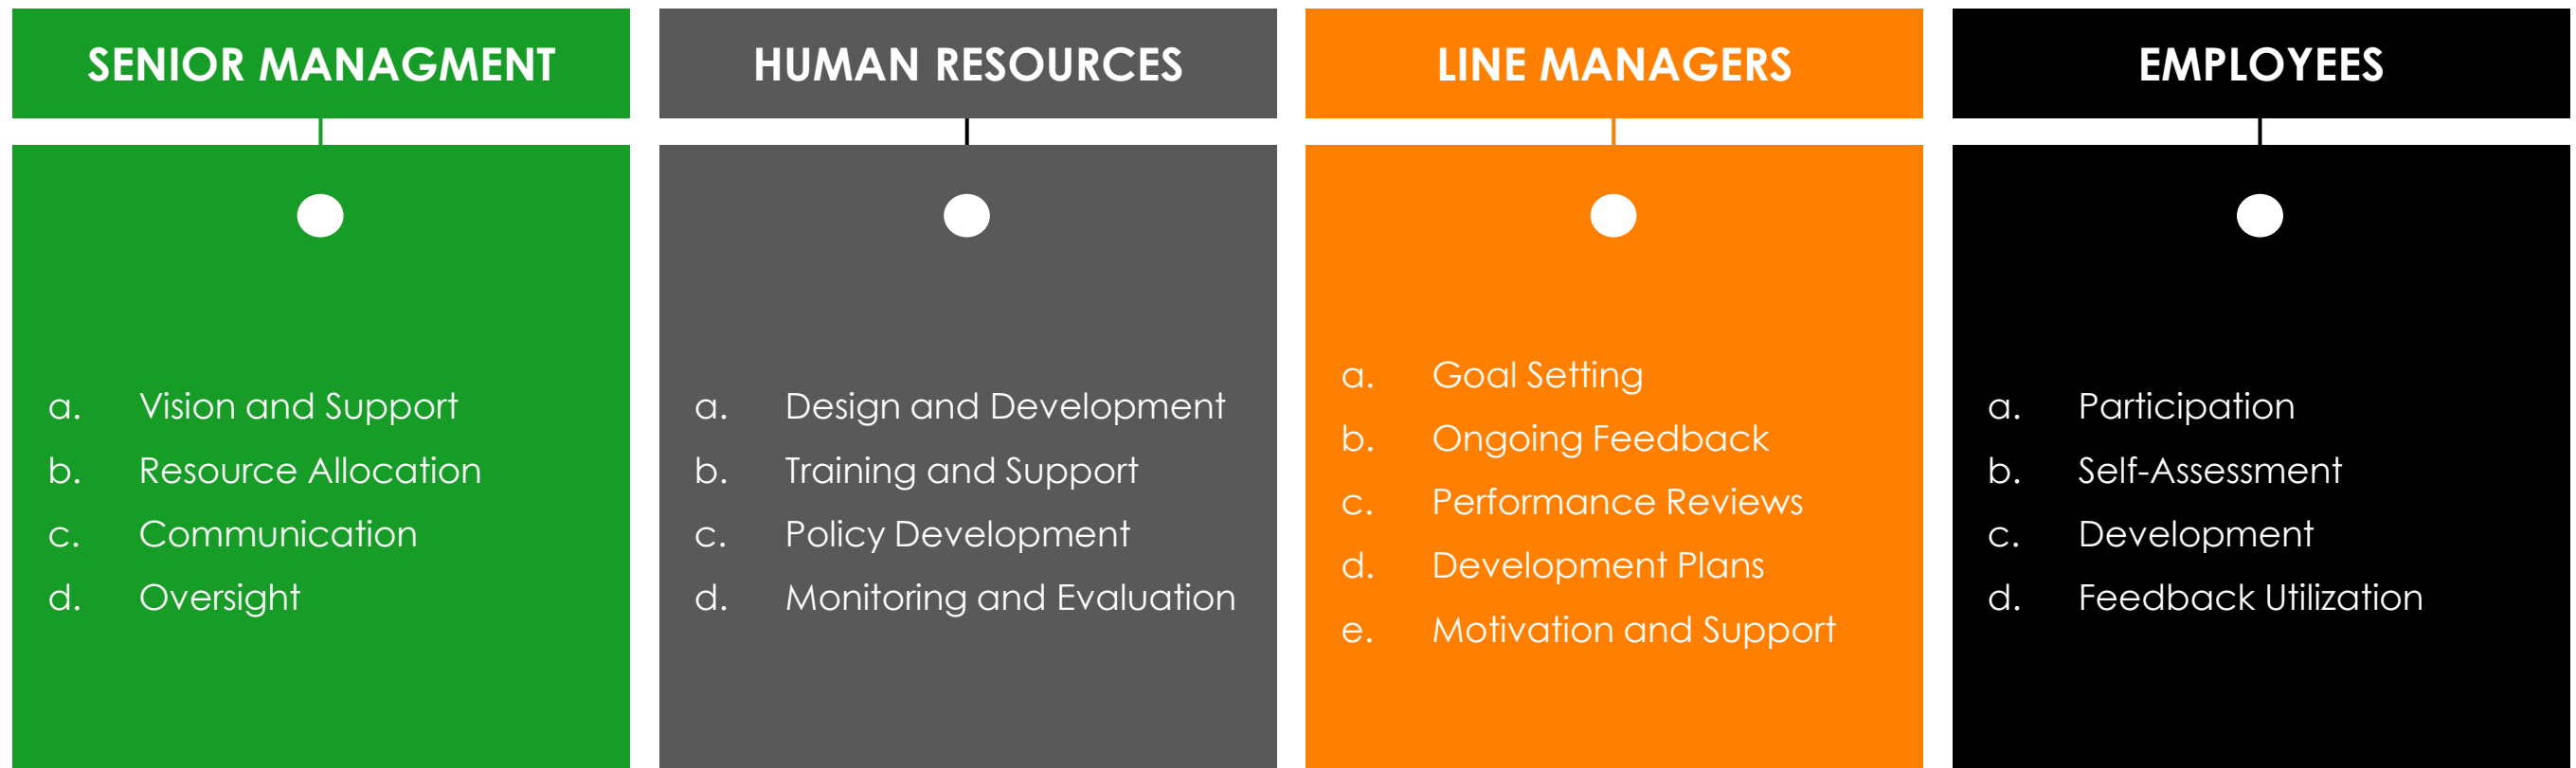 SENIOR MANAGMENT
a. Vision and Support
b. Resource Allocation
c. Communication
d. Oversight
HUMAN RESOURCES
a. Design and Development
b. Training and Support
c. Policy Development
d. Monitoring and Evaluation
LINE MANAGERS
a. Goal Setting
b. Ongoing Feedback
c. Performance Reviews
d. Development Plans
e. Motivation and Support
EMPLOYEES
a. Participation
b. Self-Assessment
c. Development
d. Feedback Utilization